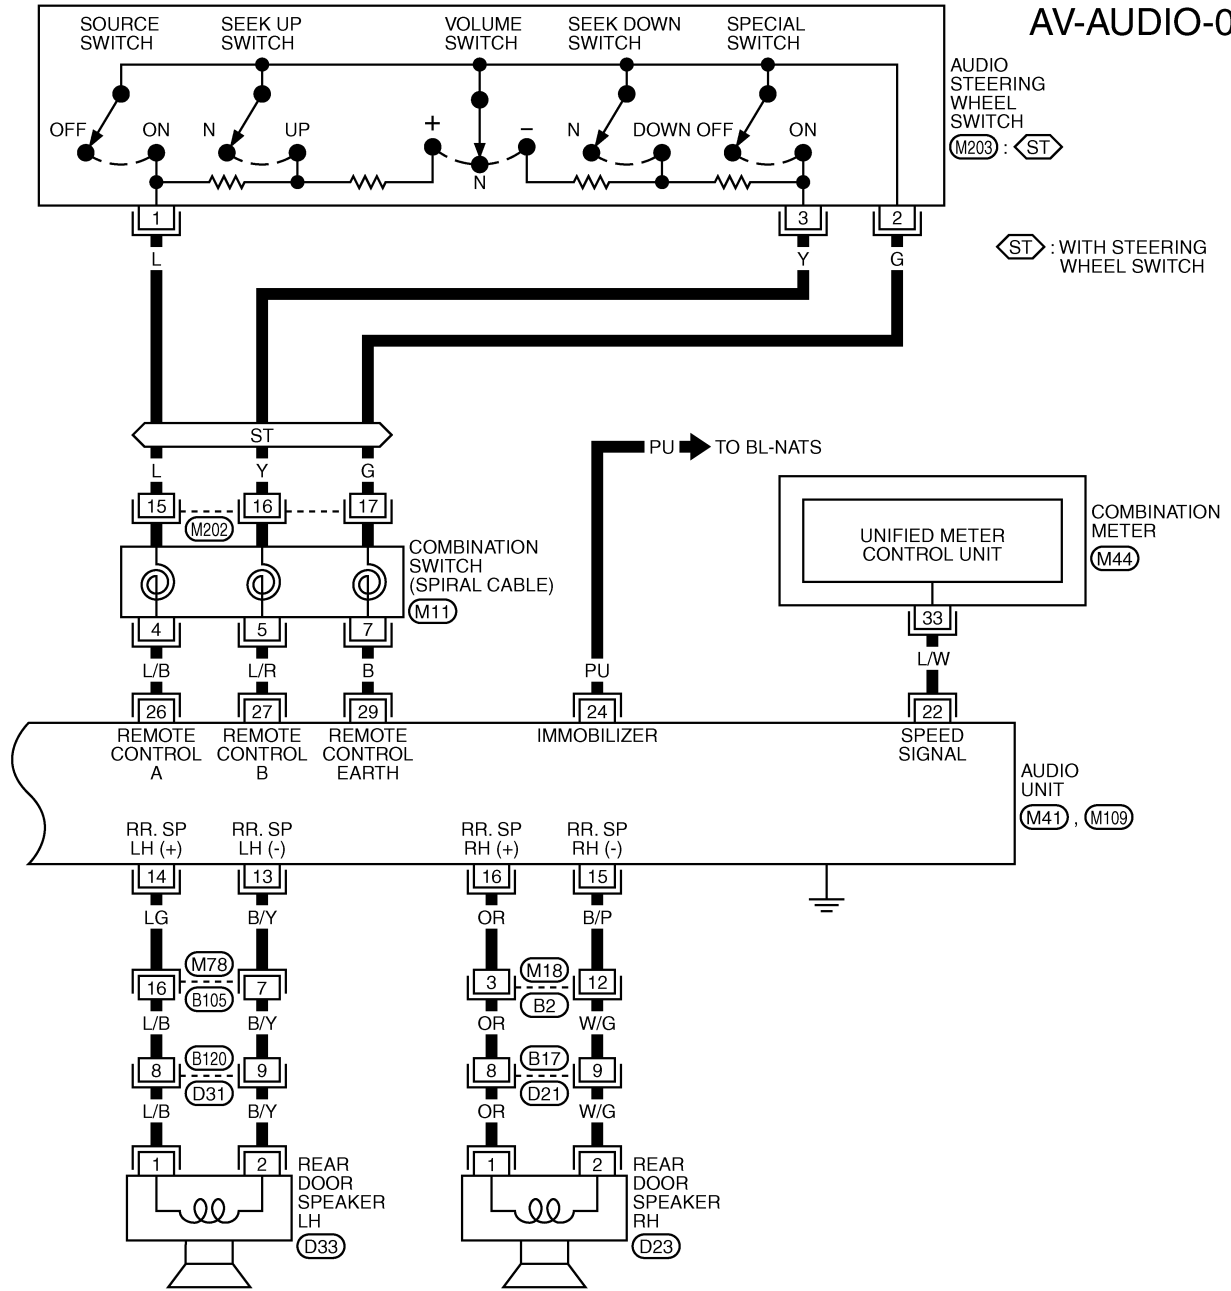 AV-AUDIO-0
SOURCE SWITCH
SEEK UP SWITCH
VOLUME SWITCH
SEEK DOWN SWITCH
SPECIAL SWITCH
AUDIO STEERING WHEEL SWITCH
M203 : ST
OFF ON N UP + − N DOWN OFF ON
N
1 3 2
L Y G
ST : WITH STEERING WHEEL SWITCH
ST
PU TO BL-NATS
L Y G
15 16 17
M202
COMBINATION SWITCH (SPIRAL CABLE)
M11
UNIFIED METER CONTROL UNIT
COMBINATION METER
M44
4 5 7
33
L/B L/R B PU L/W
26 27 29 24 22
REMOTE CONTROL A
REMOTE CONTROL B
REMOTE CONTROL EARTH
IMMOBILIZER
SPEED SIGNAL
AUDIO UNIT
M41 , M109
RR. SP LH (+)
RR. SP LH (-)
RR. SP RH (+)
RR. SP RH (-)
14 13 16 15
LG B/Y OR B/P
M78 M18
16 7 3 12
B105 B2
L/B B/Y OR W/G
B120 B17
8 9 8 9
D31 D21
L/B B/Y OR W/G
1 2 1 2
REAR DOOR SPEAKER LH
D33
REAR DOOR SPEAKER RH
D23